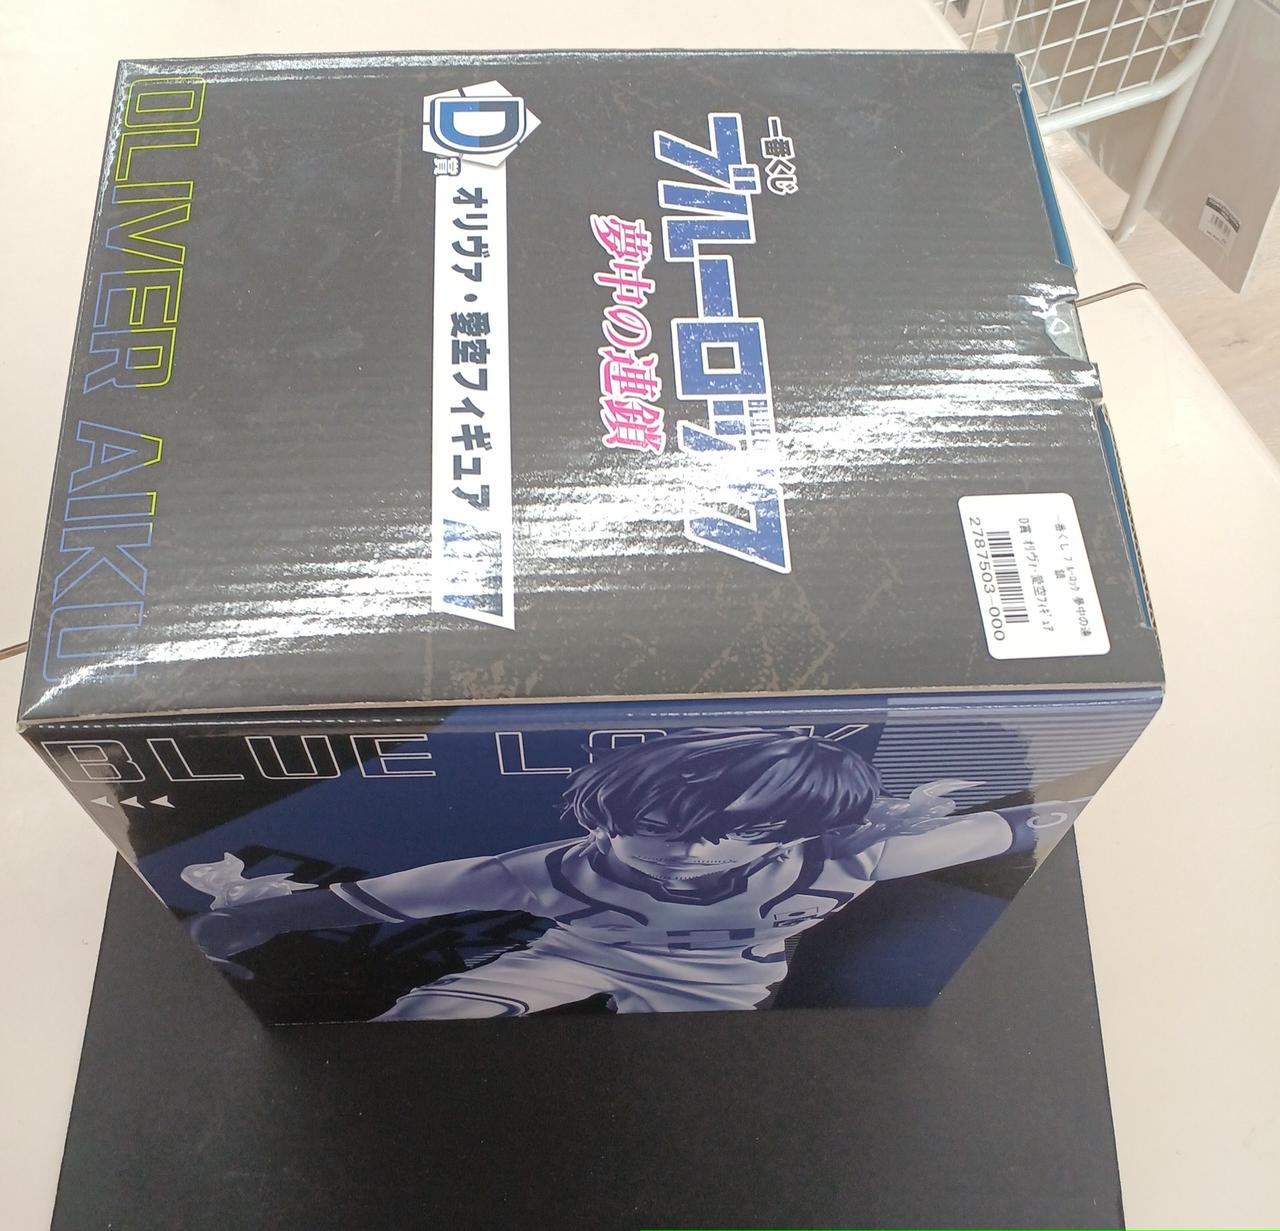 一番くじ
ブルーロック
BLUE L
夢中の連鎖
D賞
オリヴァ・愛空フィギュア
OLIVER AIKU
一番くじ ブルーロック 夢中の連
鎖
D賞 オリヴァ・愛空フィギュア
2787503-000
BLUE LOCK